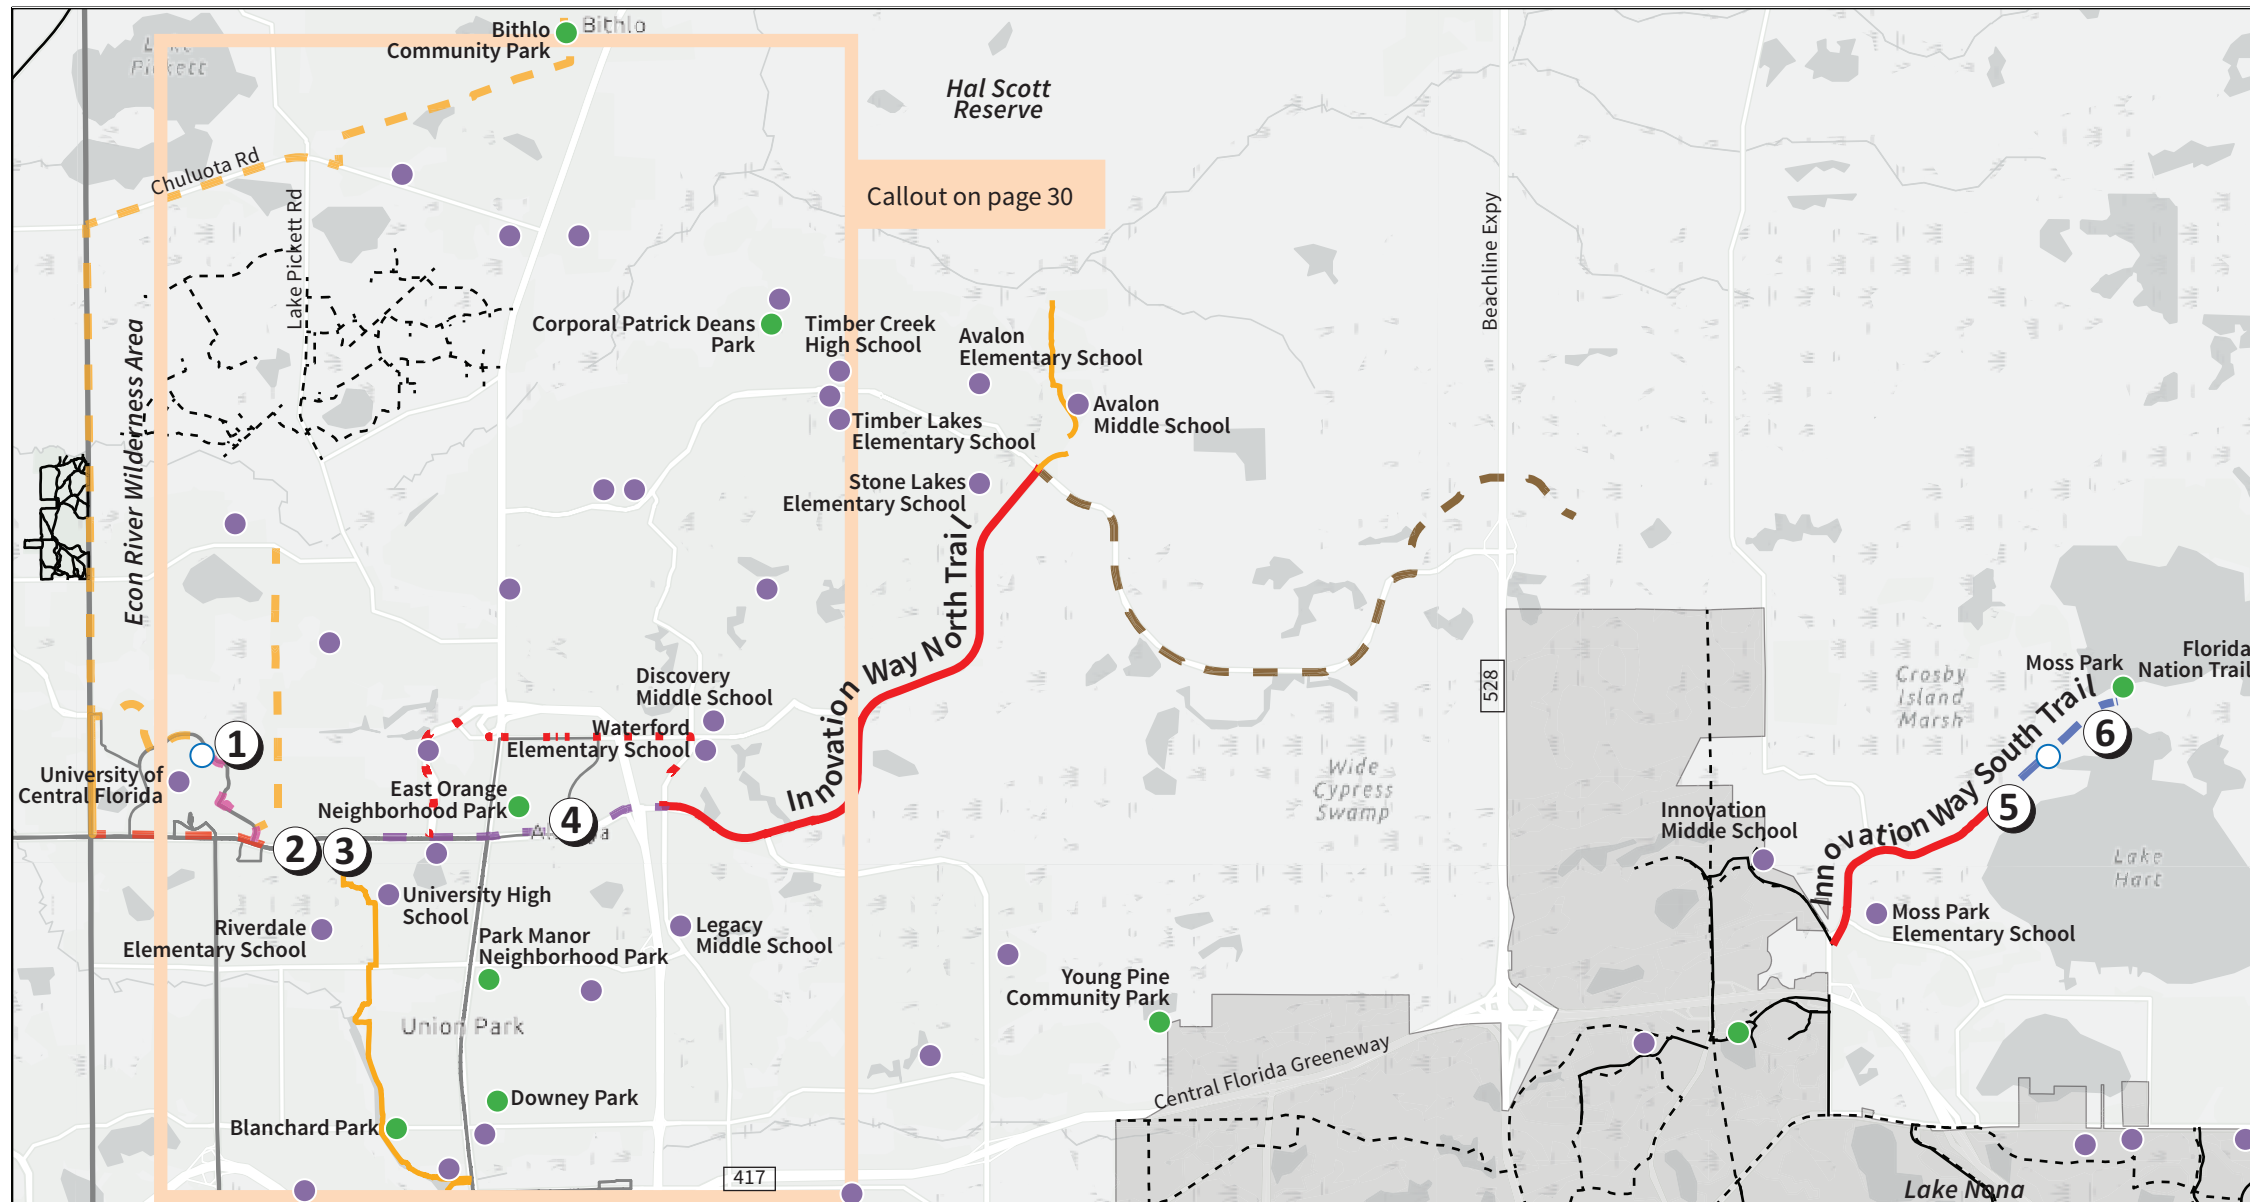 Bithlo
Community Park
Bithlo
Lake
Pickett
Hal Scott
Reserve
Chuluota Rd
Callout on page 30
Lake Pickett Rd
Beachline Expy
Econ River Wilderness Area
Corporal Patrick Deans
Park
Timber Creek
High School
Avalon
Elementary School
Avalon
Middle School
Timber Lakes
Elementary School
Stone Lakes
Elementary School
Innovation Way North Trail
Discovery
Middle School
Waterford
Elementary School
528
Crosby
Island
Marsh
Moss Park
Florida
Nation Trail
1
University of
Central Florida
East Orange
Neighborhood Park
4
2
3
Wide
Cypress
Swamp
Innovation
Middle School
Innovation Way South Trail
5
6
Lake
Hart
University High
School
Riverdale
Elementary School
Park Manor
Neighborhood Park
Legacy
Middle School
Moss Park
Elementary School
Young Pine
Community Park
Union Park
Central Florida Greeneway
Downey Park
Blanchard Park
417
Lake Nona